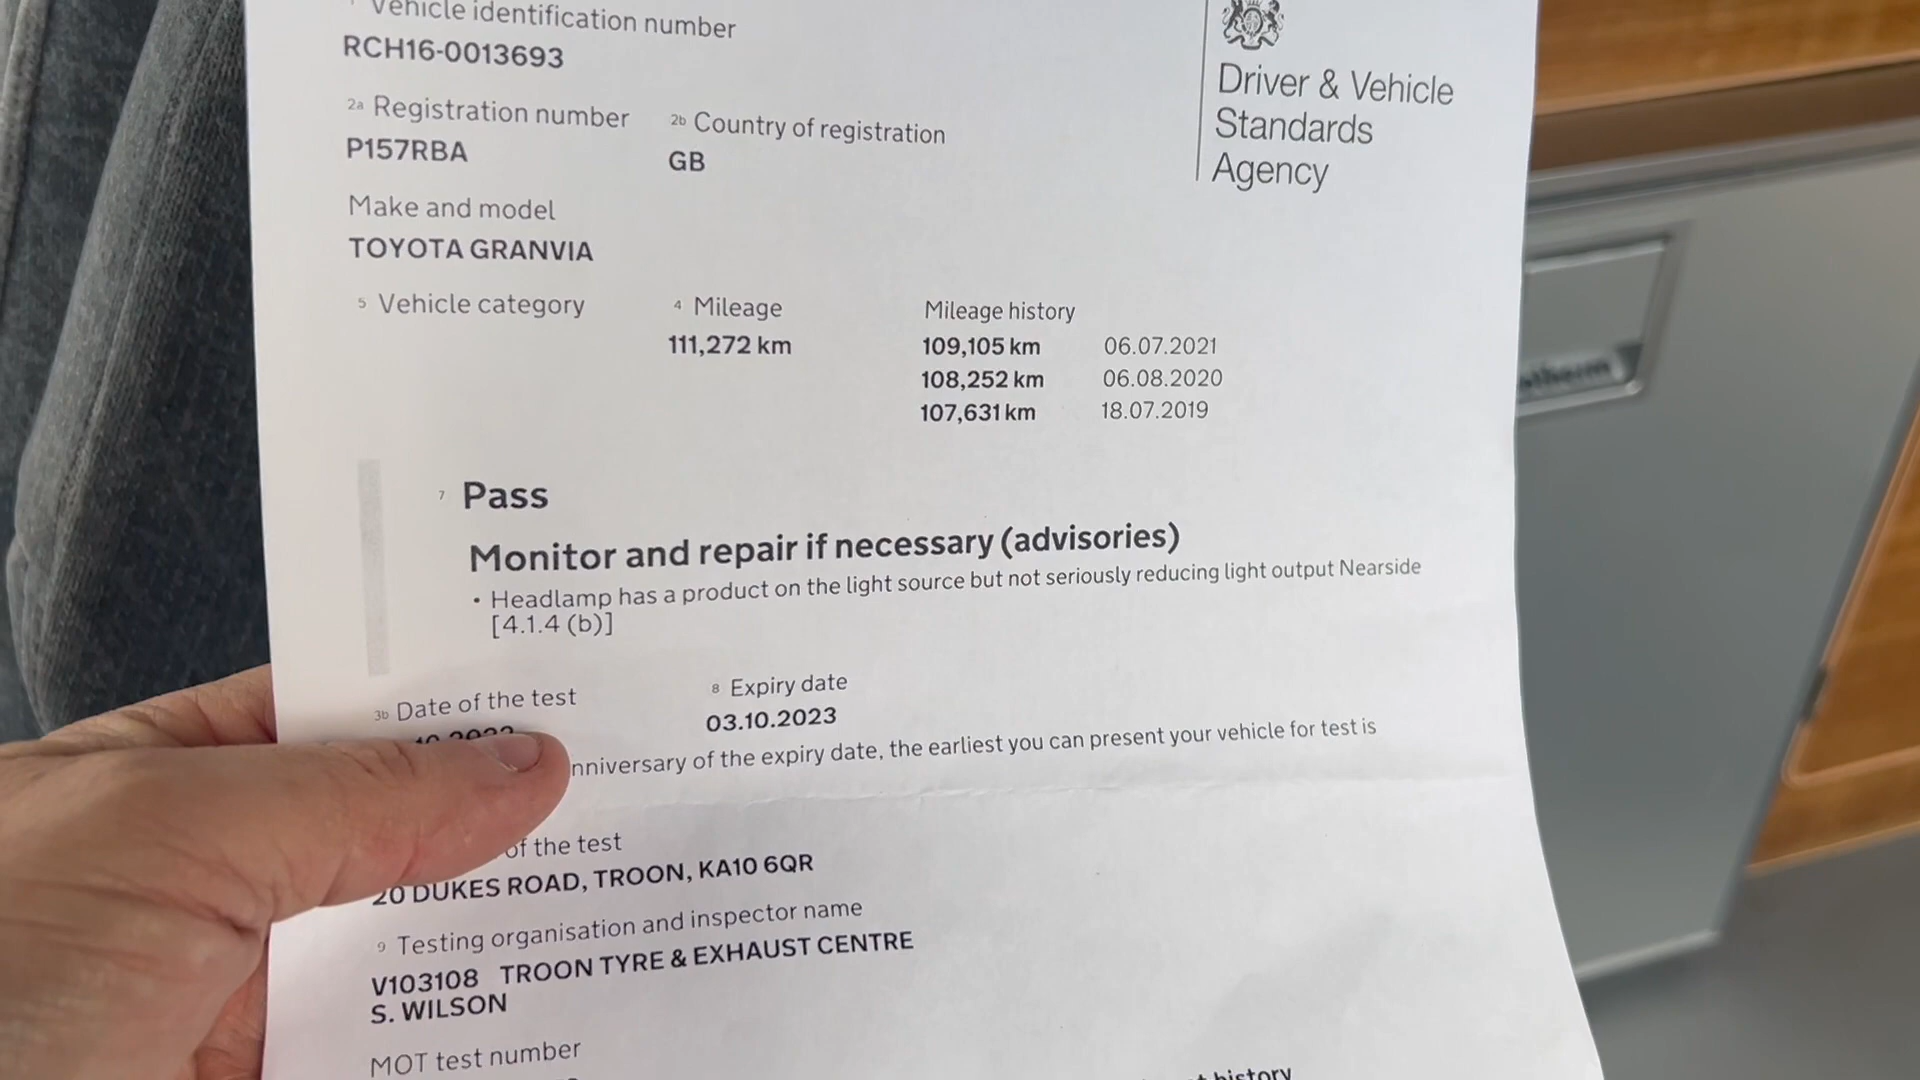 Vehicle identification number
RCH16-0013693
2a Registration number
P157RBA
2b Country of registration
GB
Driver & Vehicle
Standards
Agency
Make and model
TOYOTA GRANVIA
5 Vehicle category
4 Mileage
111,272 km
Mileage history
109,105 km 06.07.2021
108,252 km 06.08.2020
107,631 km 18.07.2019
7 Pass
Monitor and repair if necessary (advisories)
• Headlamp has a product on the light source but not seriously reducing light output Nearside
[4.1.4 (b)]
3b Date of the test
8 Expiry date
03.10.2023
of the expiry date, the earliest you can present your vehicle for test is
of the test
20 DUKES ROAD, TROON, KA10 6QR
9 Testing organisation and inspector name
V103108 TROON TYRE & EXHAUST CENTRE
S. WILSON
MOT test number
history